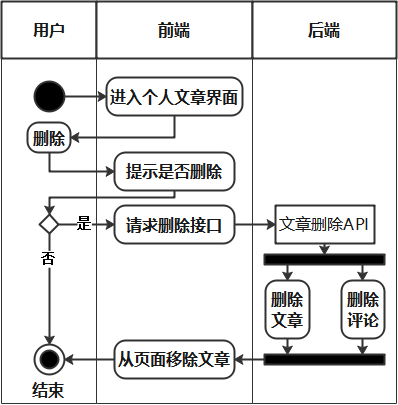 用户
前端
后端
进入个人文章界面
删除
提示是否删除
是
请求删除接口
文章删除API
否
删除
文章
删除
评论
从页面移除文章
结束